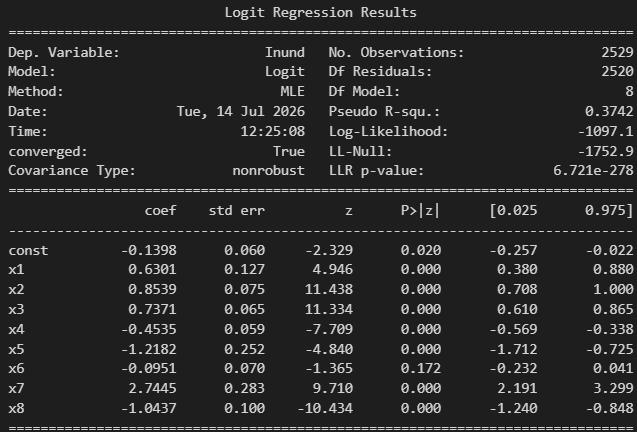 Logit Regression Results
==============================================================================
Dep. Variable: Inund No. Observations: 2529
Model: Logit Df Residuals: 2520
Method: MLE Df Model: 8
Date: Tue, 14 Jul 2026 Pseudo R-squ.: 0.3742
Time: 12:25:08 Log-Likelihood: -1097.1
converged: True LL-Null: -1752.9
Covariance Type: nonrobust LLR p-value: 6.721e-278
==============================================================================
coef std err z P>|z| [0.025 0.975]
------------------------------------------------------------------------------
const -0.1398 0.060 -2.329 0.020 -0.257 -0.022
x1 0.6301 0.127 4.946 0.000 0.380 0.880
x2 0.8539 0.075 11.438 0.000 0.708 1.000
x3 0.7371 0.065 11.334 0.000 0.610 0.865
x4 -0.4535 0.059 -7.709 0.000 -0.569 -0.338
x5 -1.2182 0.252 -4.840 0.000 -1.712 -0.725
x6 -0.0951 0.070 -1.365 0.172 -0.232 0.041
x7 2.7445 0.283 9.710 0.000 2.191 3.299
x8 -1.0437 0.100 -10.434 0.000 -1.240 -0.848
==============================================================================